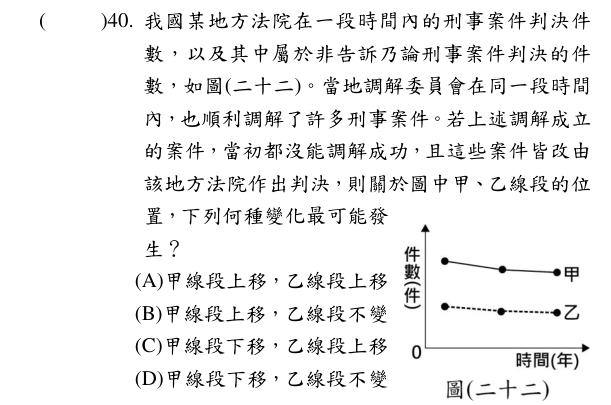 (　　)40. 我國某地方法院在一段時間內的刑事案件判決件
數，以及其中屬於非告訴乃論刑事案件判決的件
數，如圖(二十二)。當地調解委員會在同一段時間
內，也順利調解了許多刑事案件。若上述調解成立
的案件，當初都沒能調解成功，且這些案件皆改由
該地方法院作出判決，則關於圖中甲、乙線段的位
置，下列何種變化最可能發
生？
(A)甲線段上移，乙線段上移
(B)甲線段上移，乙線段不變
(C)甲線段下移，乙線段上移
(D)甲線段下移，乙線段不變
件數(件)
甲
乙
0
時間(年)
圖(二十二)